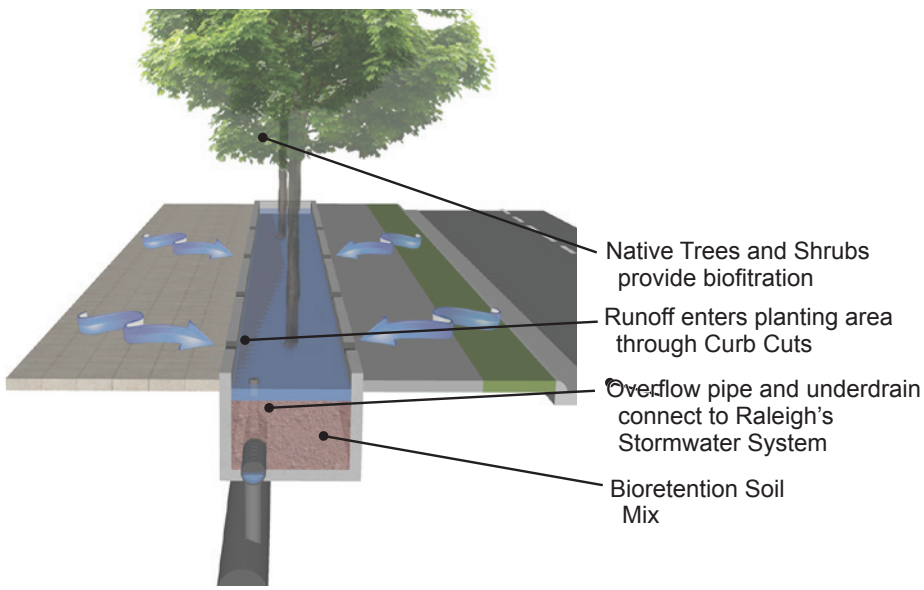 Native Trees and Shrubs
provide biofitration
Runoff enters planting area
through Curb Cuts
Overflow pipe and underdrain
connect to Raleigh's
Stormwater System
Bioretention Soil
Mix